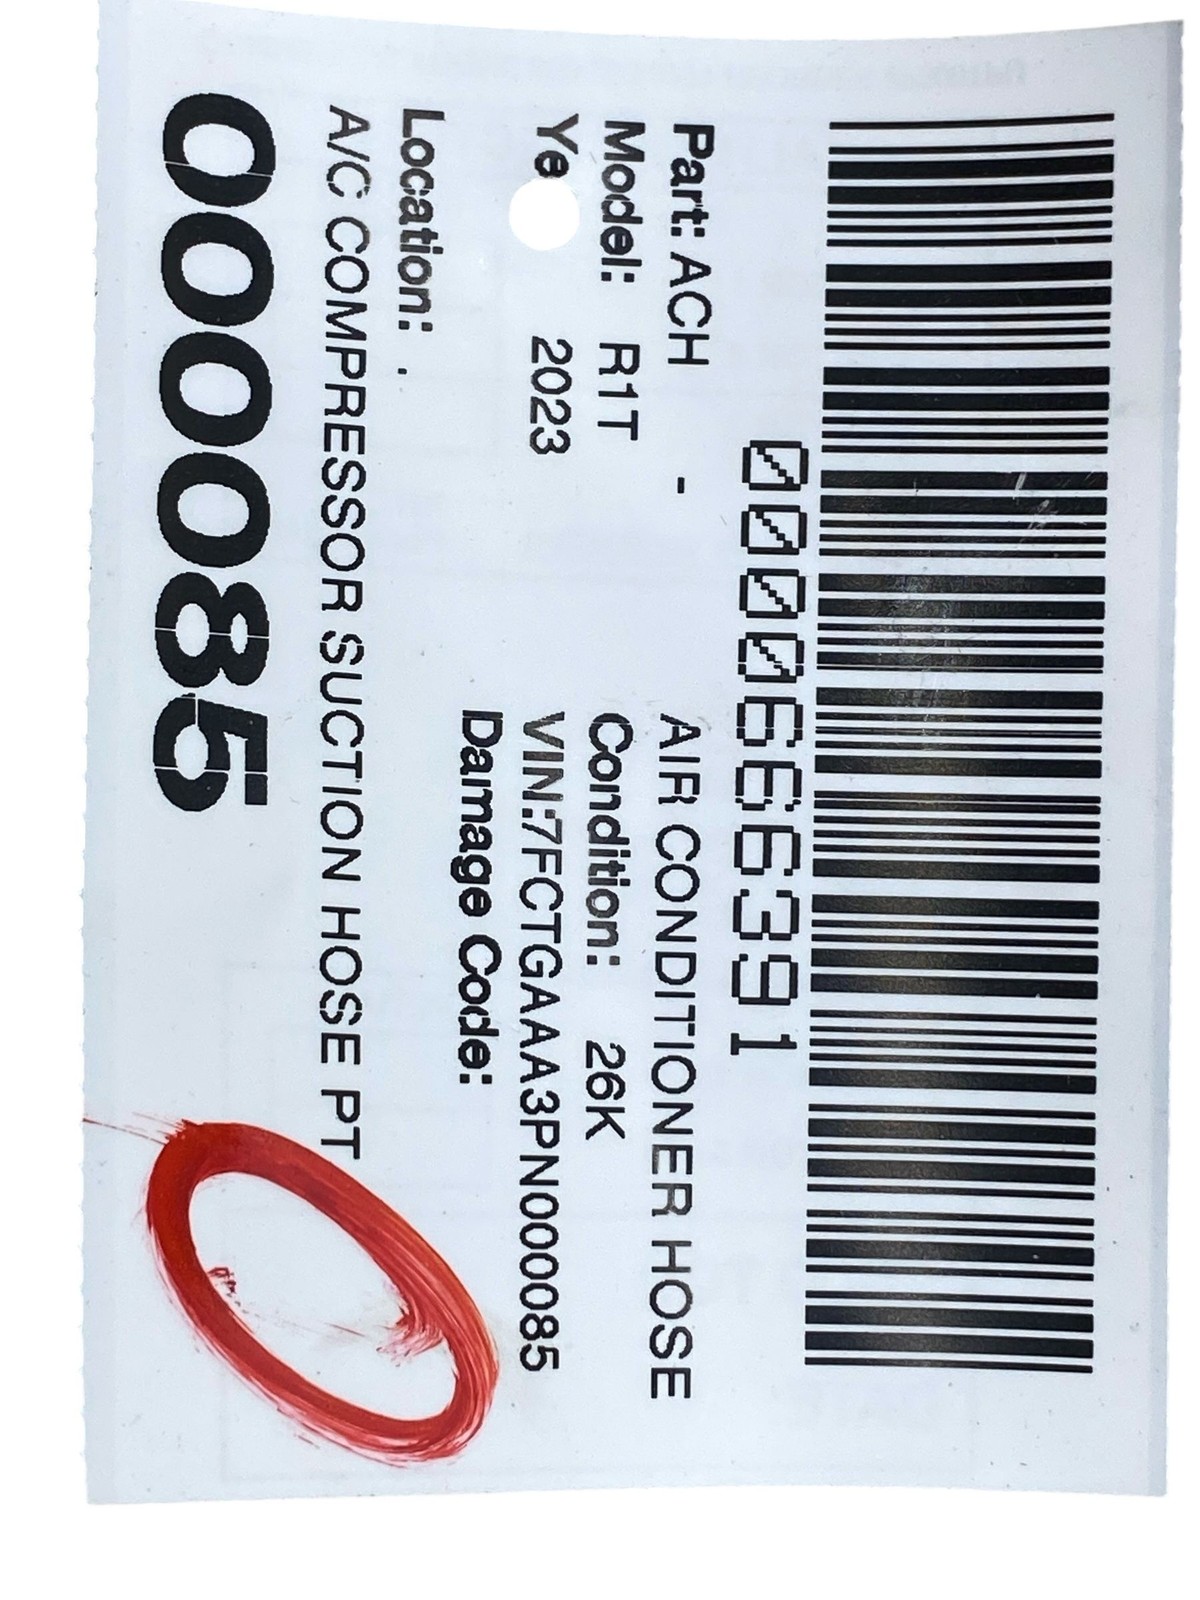 0000666391
Part: ACH - AIR CONDITIONER HOSE
Model: R1T Condition: 26K
Ye 2023 VIN:7FCTGAAA3PN000085
Damage Code:
Location: .
A/C COMPRESSOR SUCTION HOSE PT
000085